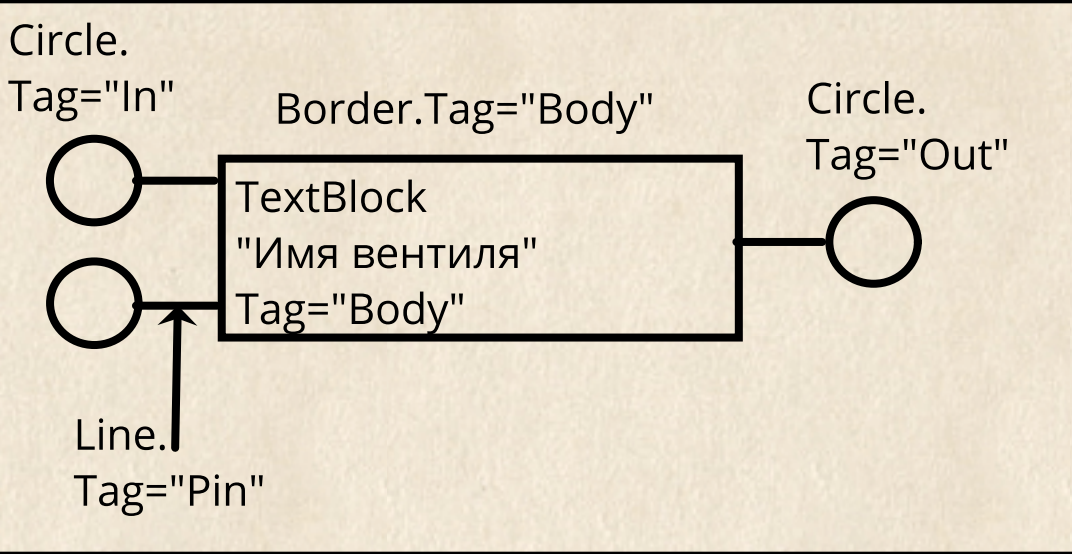 Circle.
Tag="In"
Border.Tag="Body"
Circle.
Tag="Out"
TextBlock
"Имя вентиля"
Tag="Body"
Line.
Tag="Pin"